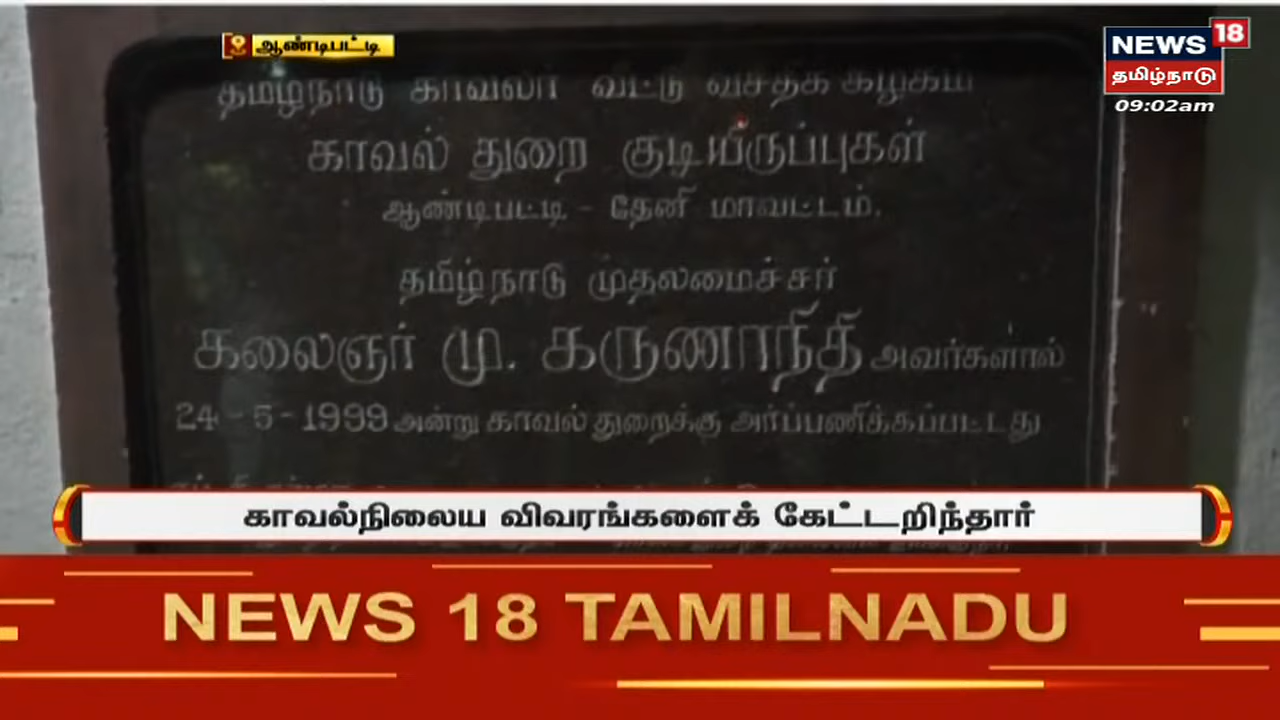 ஆண்டிபட்டி
NEWS 18
தமிழ்நாடு
09:02am
தமிழ்நாடு காவலர் வீட்டு வசதிக் கழகம்
காவல் துறை குடியிருப்புகள்
ஆண்டிபட்டி - தேனி மாவட்டம்.
தமிழ்நாடு முதலமைச்சர்
கலைஞர் மு. கருணாநிதி அவர்களால்
24-5-1999 அன்று காவல் துறைக்கு அர்ப்பணிக்கப்பட்டது
காவல்நிலைய விவரங்களைக் கேட்டறிந்தார்
NEWS 18 TAMILNADU